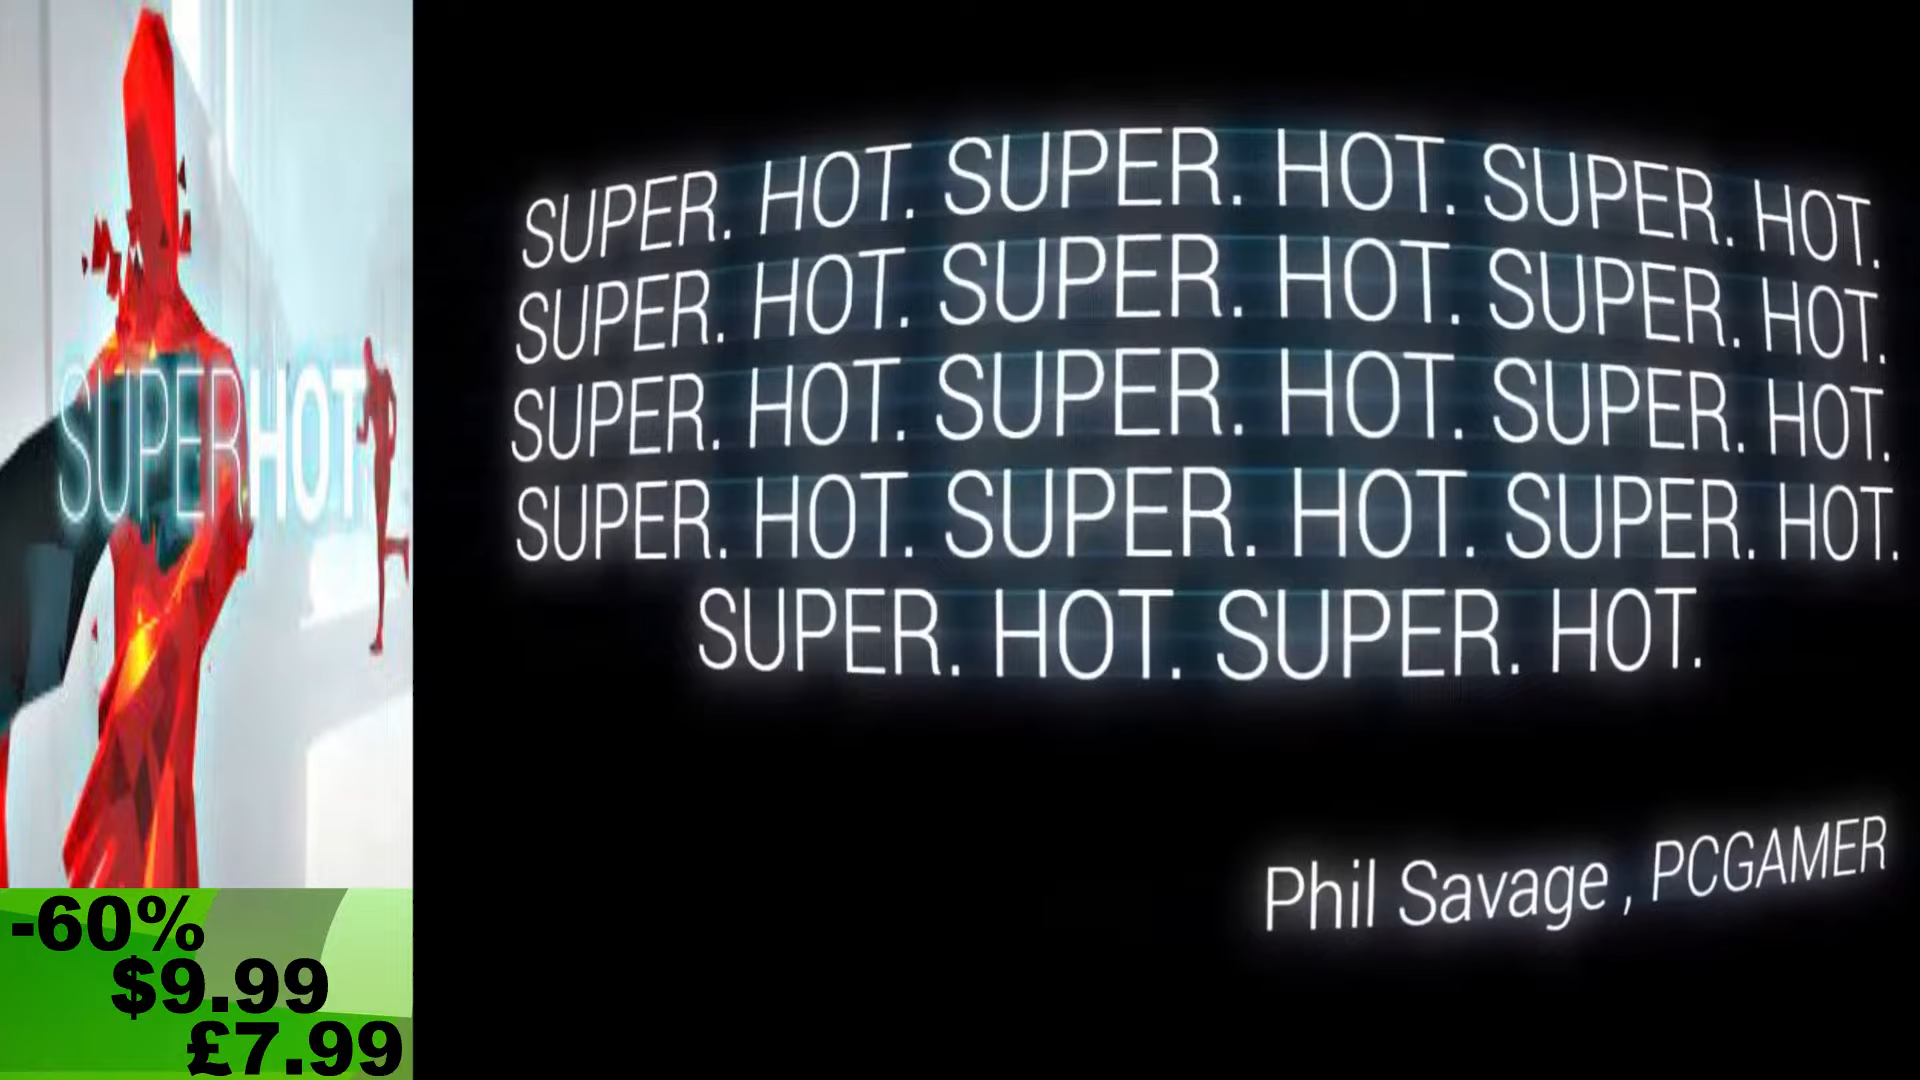 SUPERHOT
-60%
$9.99
£7.99
SUPER. HOT. SUPER. HOT. SUPER. HOT.
SUPER. HOT. SUPER. HOT. SUPER. HOT.
SUPER. HOT. SUPER. HOT. SUPER. HOT.
SUPER. HOT. SUPER. HOT. SUPER. HOT.
SUPER. HOT. SUPER. HOT.
Phil Savage , PCGAMER